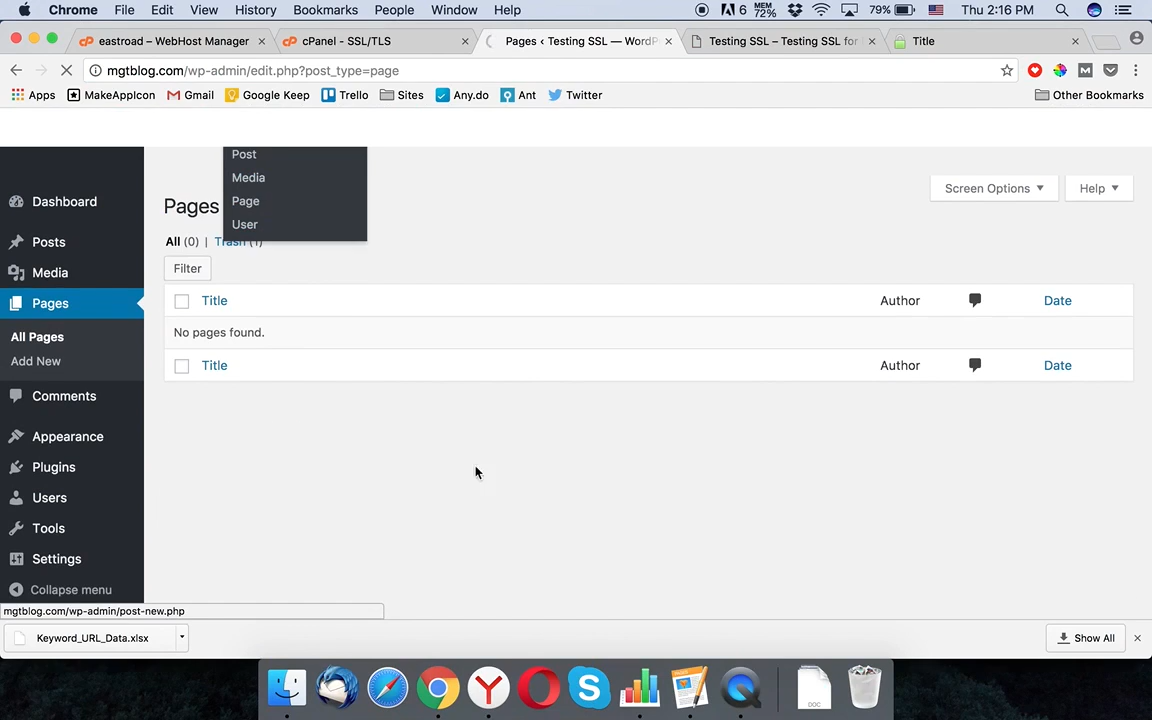 Chrome File Edit View History Bookmarks People Window Help 6 MEM 72% 79% Thu 2:16 PM
eastroad – WebHost Manager cPanel - SSL/TLS Pages ‹ Testing SSL — WordP Testing SSL – Testing SSL for Title
mgtblog.com/wp-admin/edit.php?post_type=page
Apps MakeAppIcon Gmail Google Keep Trello Sites Any.do Ant Twitter Other Bookmarks
Post
Media
Page
User
Screen Options Help
Pages
All (0) | Trash (1)
Filter
Title Author Date
No pages found.
Title Author Date
Dashboard
Posts
Media
Pages
All Pages
Add New
Comments
Appearance
Plugins
Users
Tools
Settings
Collapse menu
mgtblog.com/wp-admin/post-new.php
Keyword_URL_Data.xlsx Show All
DOC